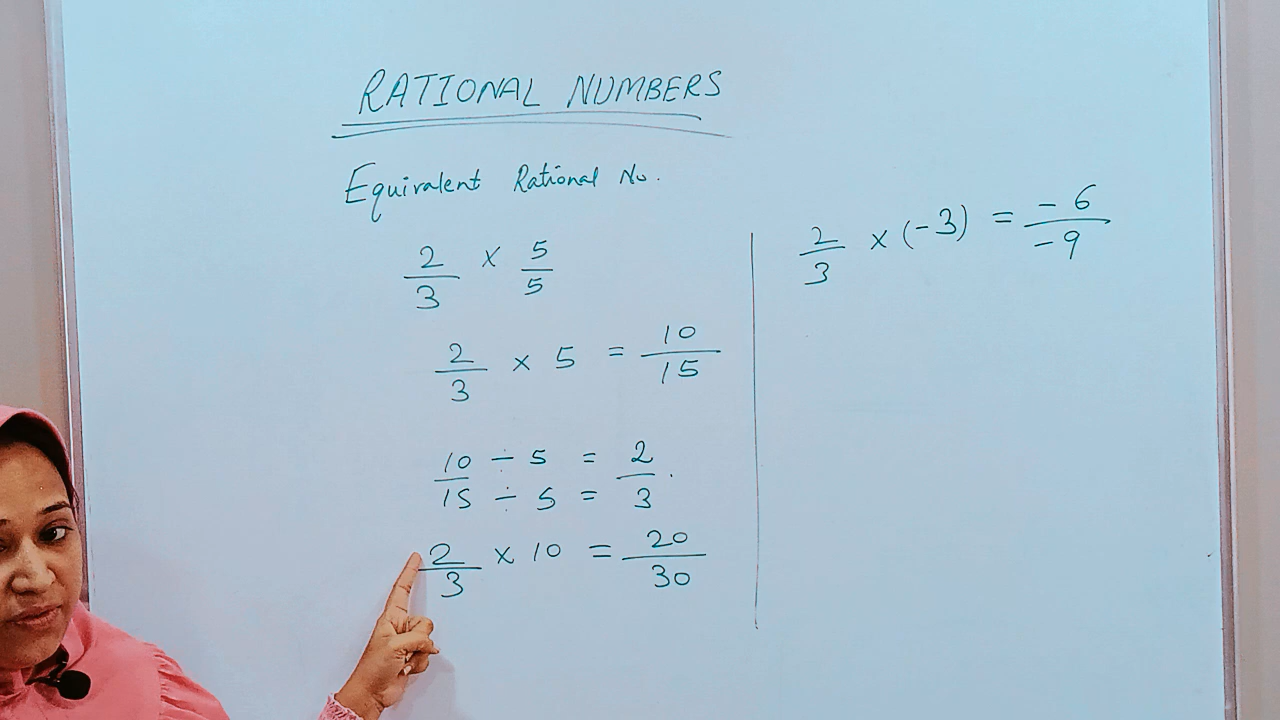 RATIONAL NUMBERS
Equivalent Rational No.
2/3 × 5/5
2/3 × 5 = 10/15
10 ÷ 5 = 2
15 ÷ 5 = 3
2/3 × 10 = 20/30
2/3 × (-3) = -6/-9